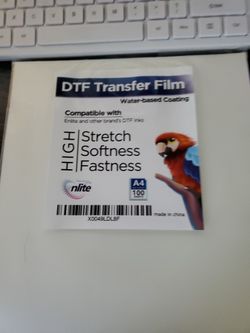 DTF Transfer Film
Water-based Coating
Compatible with
Enlite and other brand's DTF inks
HIGH
Stretch
Softness
Fastness
nlite
A4
100
SHEETS
made in china
X0049LDL8F